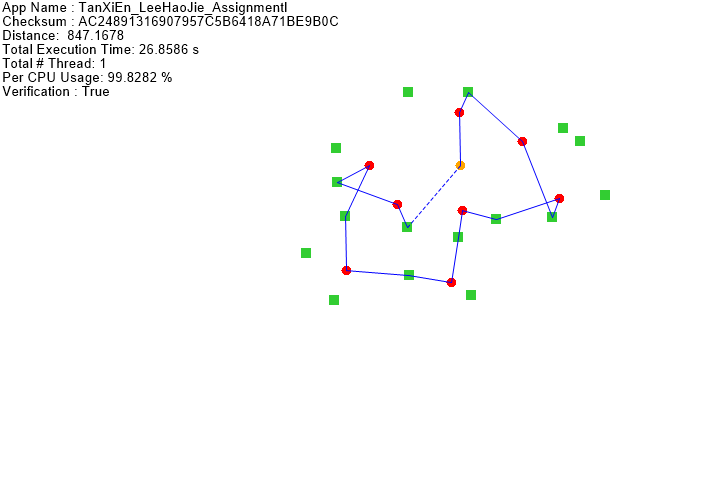 App Name : TanXiEn_LeeHaoJie_AssignmentI
Checksum : AC24891316907957C5B6418A71BE9B0C
Distance:  847.1678
Total Execution Time: 26.8586 s
Total # Thread: 1
Per CPU Usage: 99.8282 %
Verification : True